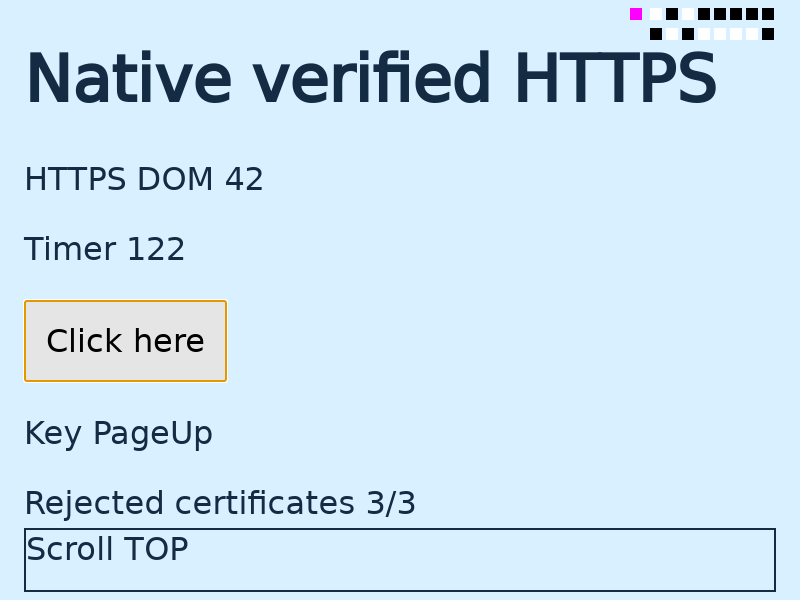 Native verified HTTPS
HTTPS DOM 42
Timer 122
Click here
Key PageUp
Rejected certificates 3/3
Scroll TOP